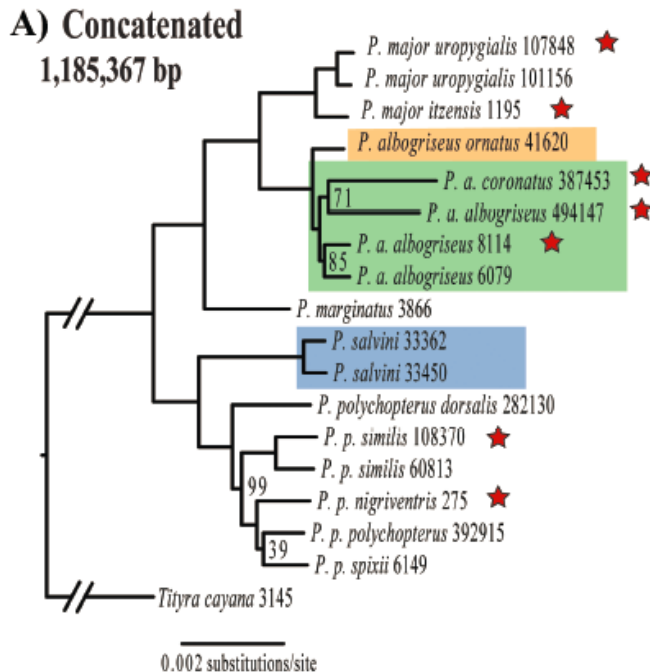 A) Concatenated
1,185,367 bp
P. major uropygialis 107848
P. major uropygialis 101156
P. major itzensis 1195
P. albogriseus ornatus 41620
P. a. coronatus 387453
71
P. a. albogriseus 494147
P. a. albogriseus 8114
85
P. a. albogriseus 6079
P. marginatus 3866
P. salvini 33362
P. salvini 33450
P. polychopterus dorsalis 282130
P. p. similis 108370
P. p. similis 60813
99
P. p. nigriventris 275
P. p. polychopterus 392915
39
P. p. spixii 6149
Tityra cayana 3145
0.002 substitutions/site